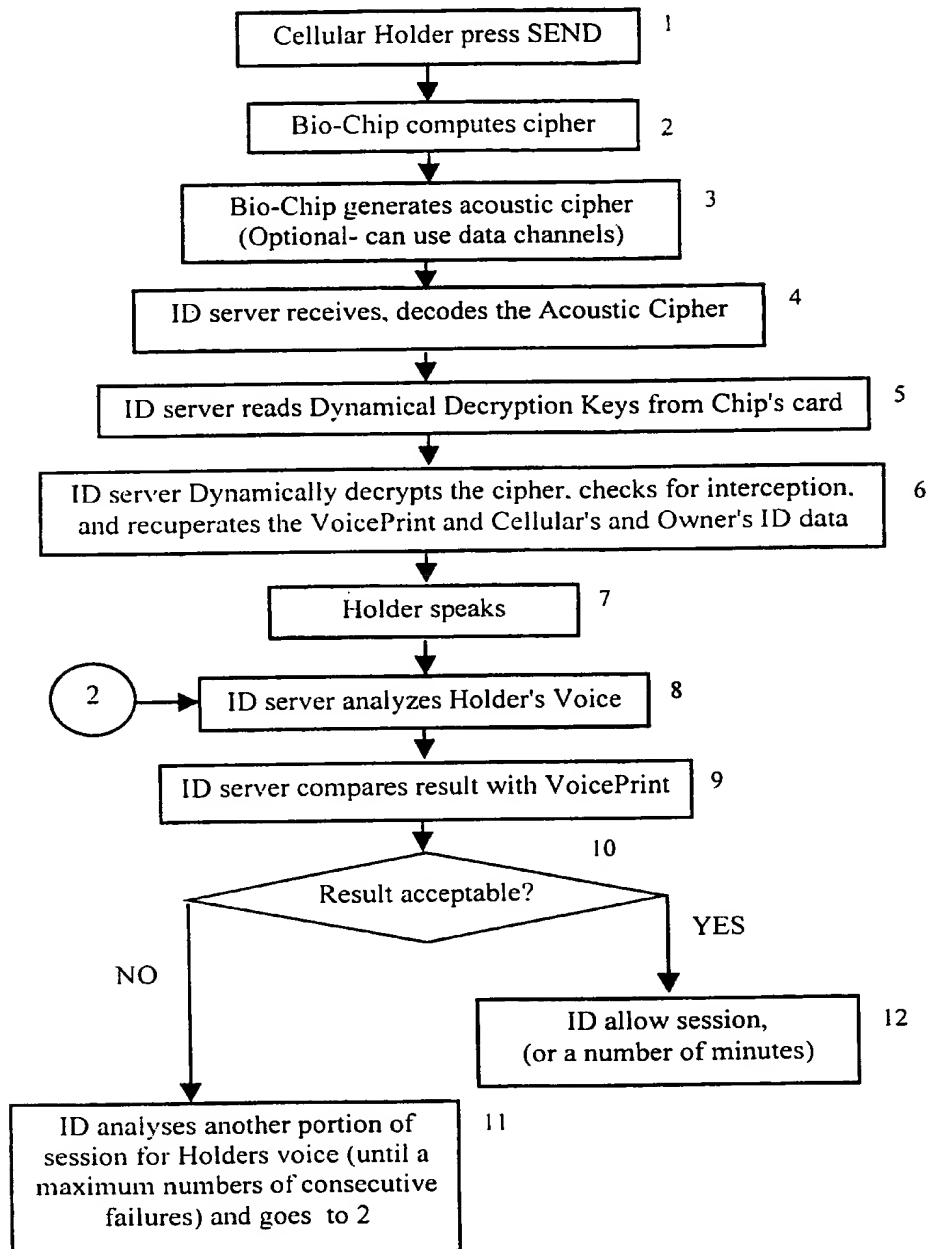 Cellular Holder press SEND
1
Bio-Chip computes cipher
2
Bio-Chip generates acoustic cipher
(Optional- can use data channels)
3
ID server receives, decodes the Acoustic Cipher
4
ID server reads Dynamical Decryption Keys from Chip's card
5
ID server Dynamically decrypts the cipher, checks for interception,
and recuperates the VoicePrint and Cellular's and Owner's ID data
6
Holder speaks
7
2
ID server analyzes Holder's Voice
8
ID server compares result with VoicePrint
9
10
Result acceptable?
YES
NO
ID allow session,
(or a number of minutes)
12
ID analyses another portion of
session for Holders voice (until a
maximum numbers of consecutive
failures) and goes to 2
11